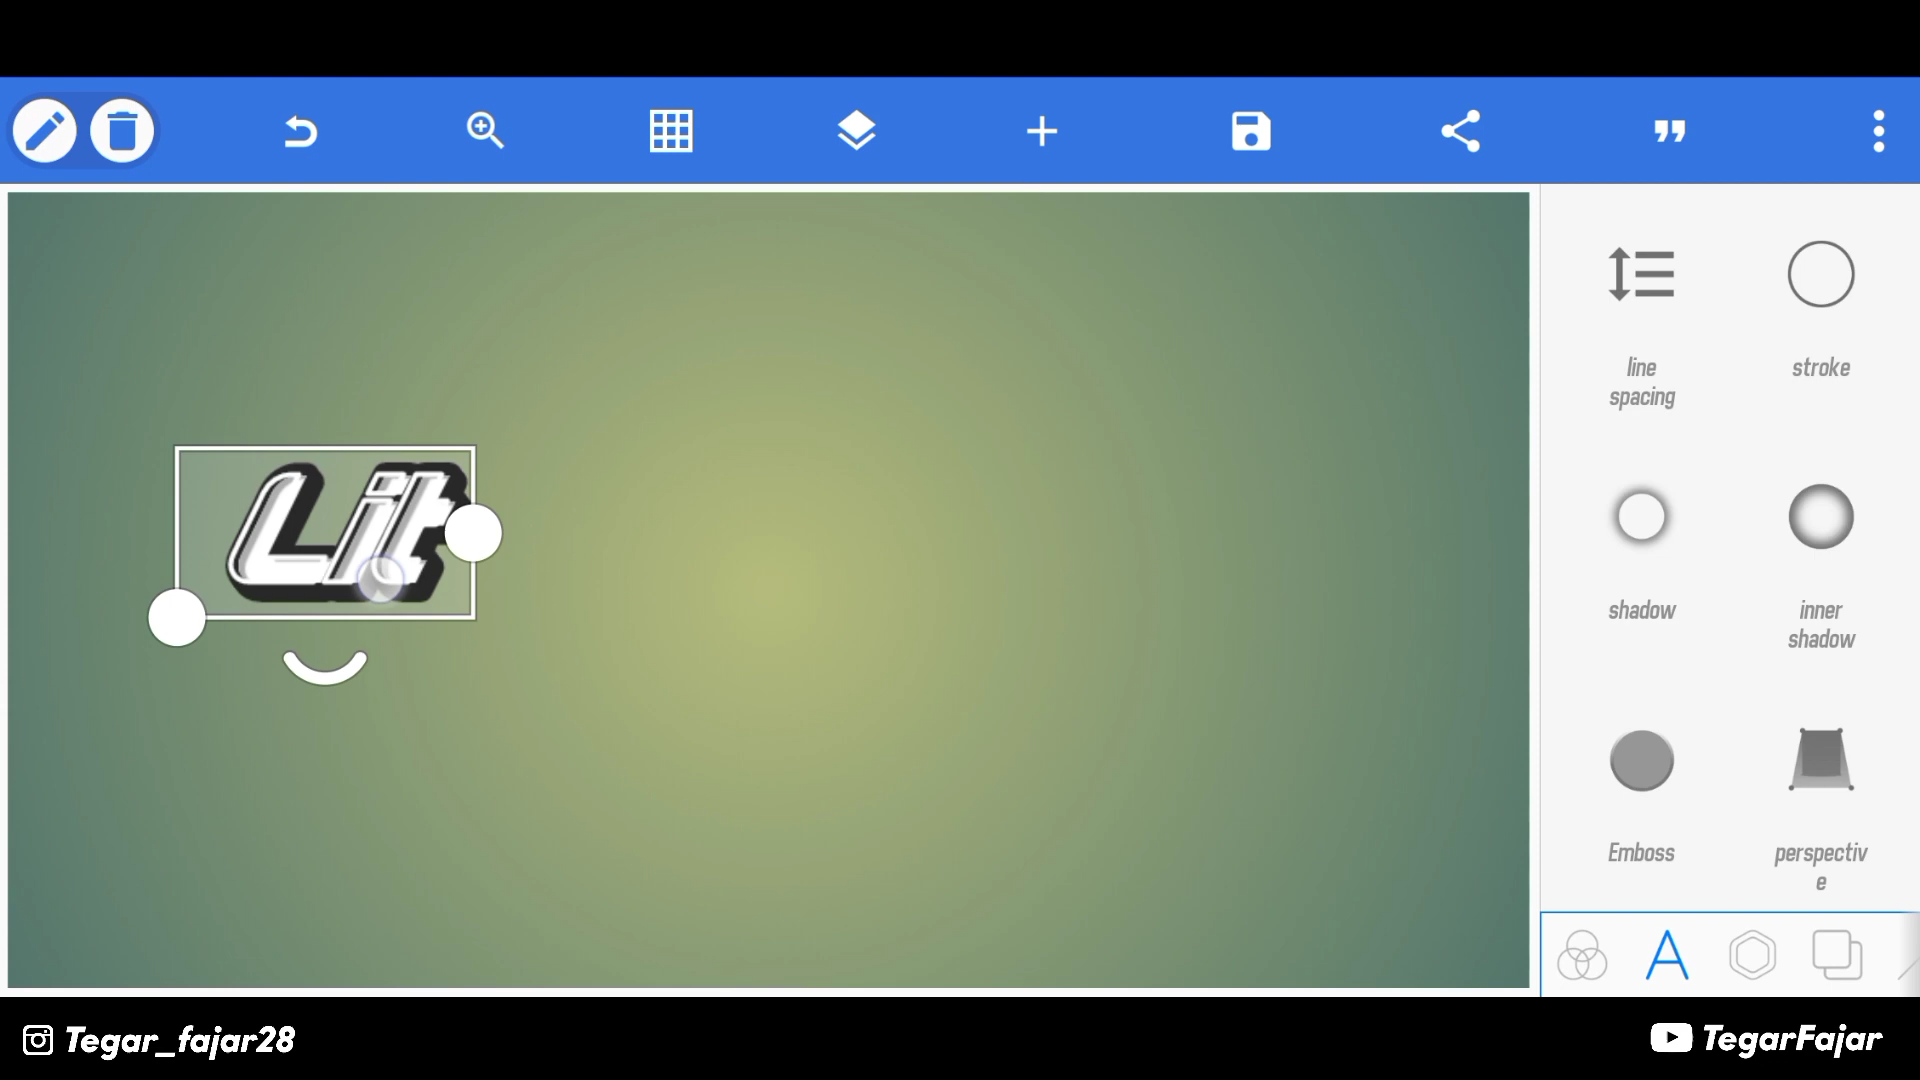 line
spacing
stroke
Lit
shadow
inner
shadow
Emboss
perspectiv
e
Tegar_fajar28
TegarFajar